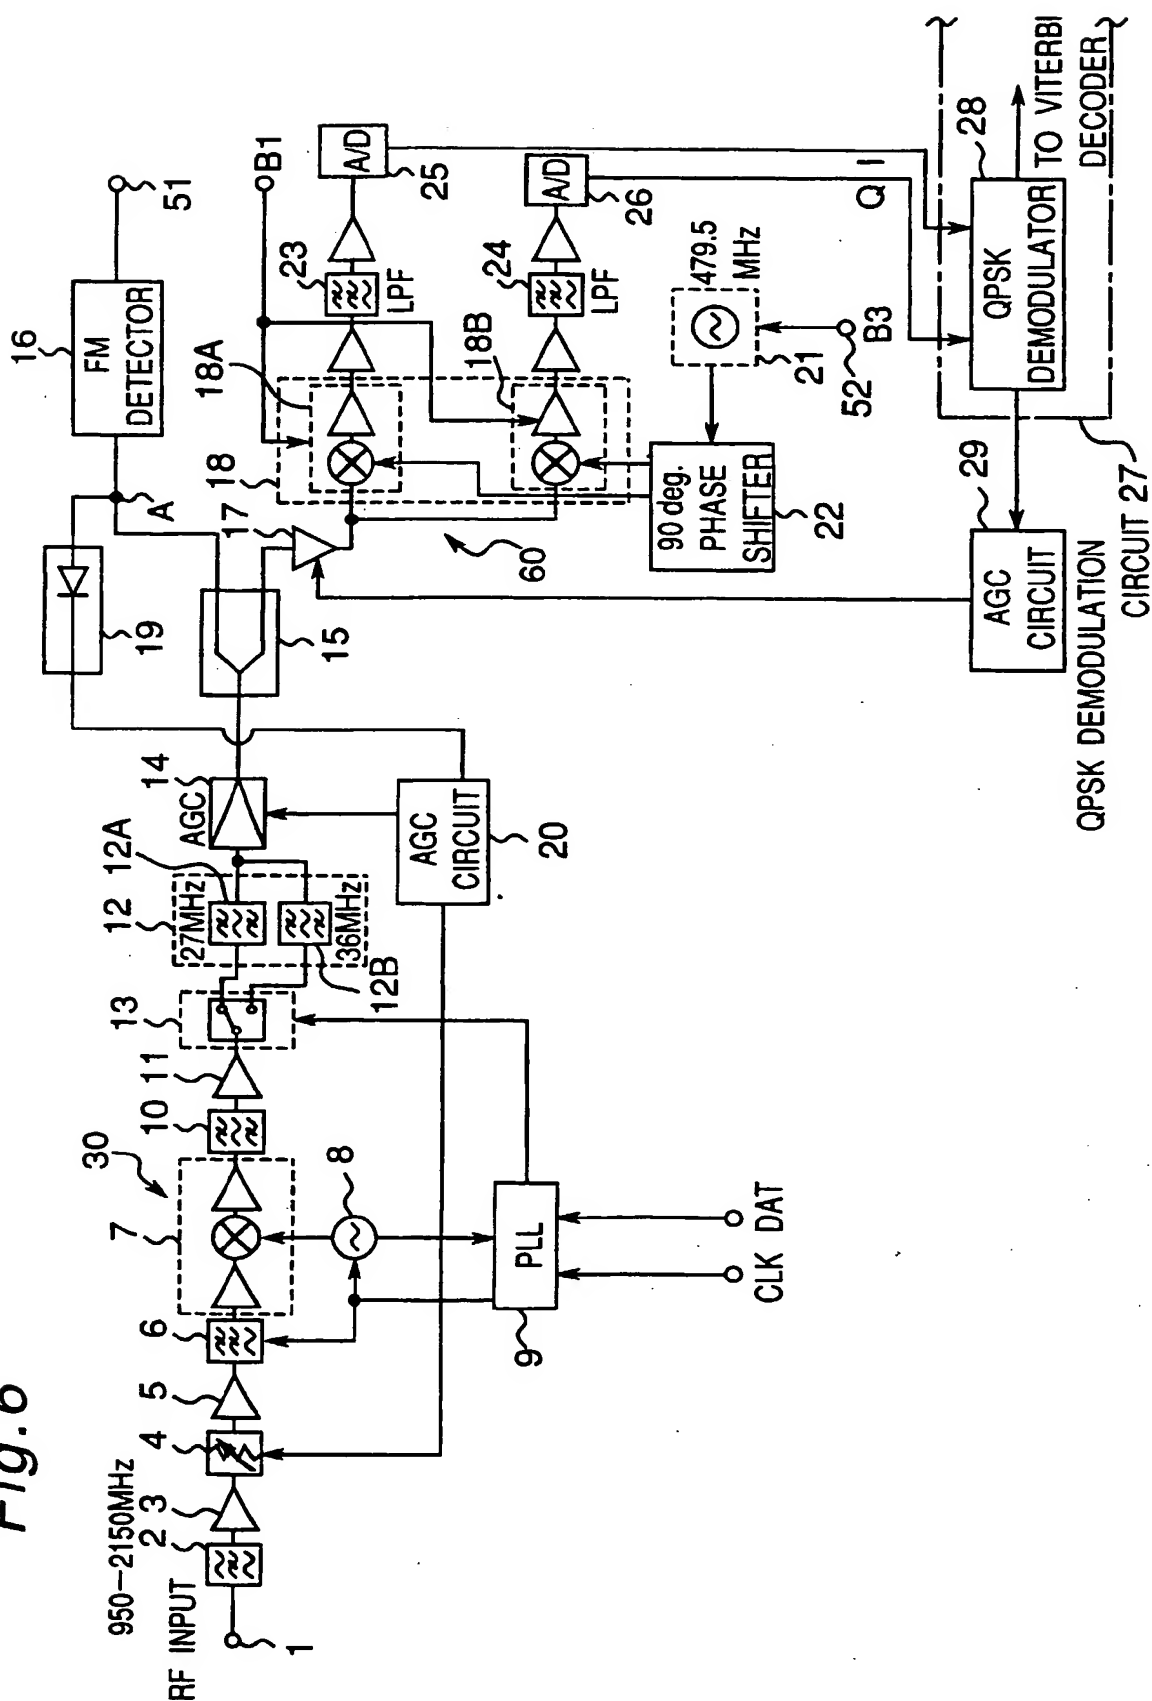 Fig.6
950-2150MHz
RF INPUT
1
2
3
4
5
6
7
30
8
9
PLL
CLK
DAT
10
11
13
12
12A
27MHz
36MHz
12B
14
AGC
AGC
CIRCUIT
20
19
15
A
16
FM
DETECTOR
51
17
18
18A
18B
60
B1
23
LPF
A/D
25
24
LPF
A/D
26
479.5
MHz
21
B3
52
90 deg.
PHASE
SHIFTER
22
I
Q
28
QPSK
DEMODULATOR
TO VITERBI
DECODER
29
AGC
CIRCUIT
QPSK DEMODULATION
CIRCUIT 27